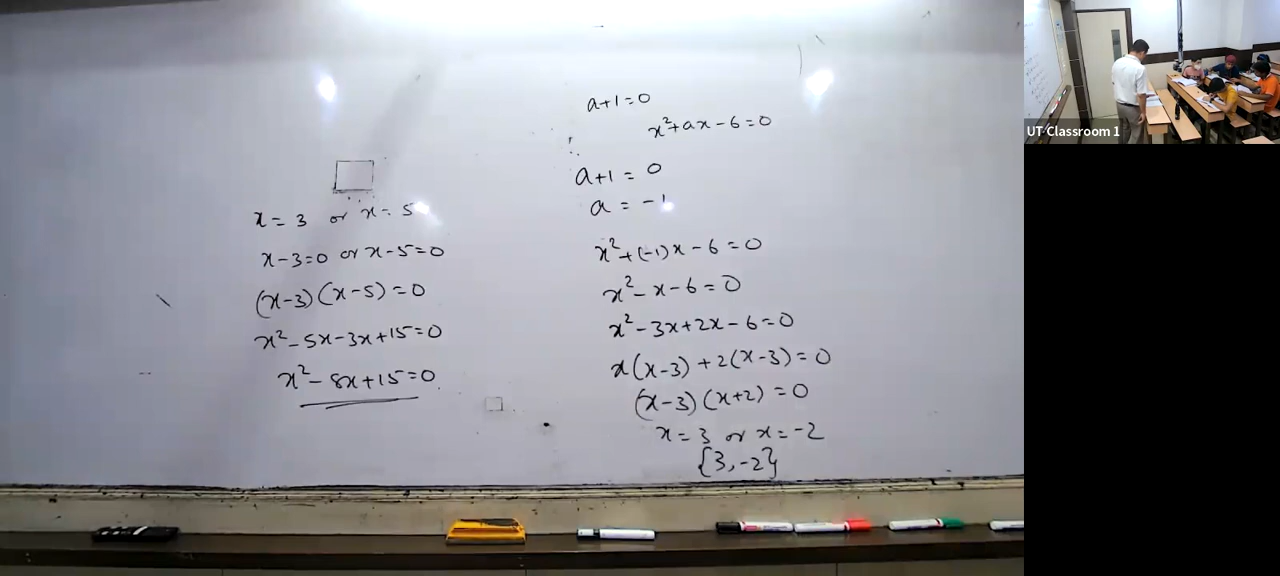 x = 3 or x = 5
x-3=0 or x-5=0
(x-3)(x-5)=0
x²-5x-3x+15=0
x²-8x+15=0
a+1=0
x²+ax-6=0
a+1=0
a=-1
x²+(-1)x-6=0
x²-x-6=0
x²-3x+2x-6=0
x(x-3)+2(x-3)=0
(x-3)(x+2)=0
x=3 or x=-2
{3,-2}
UT Classroom 1